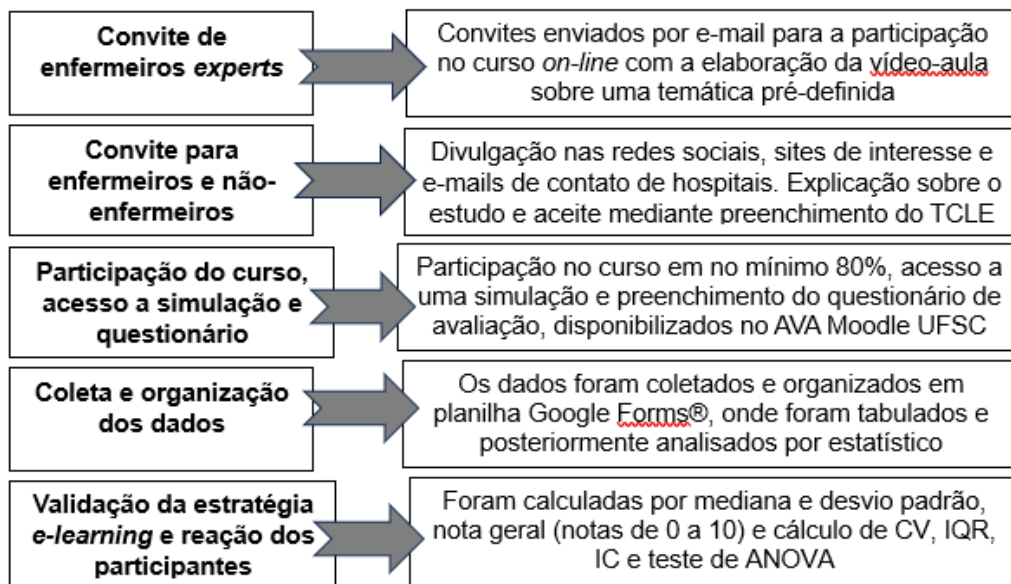 Convite de
enfermeiros experts
Convites enviados por e-mail para a participação
no curso on-line com a elaboração da vídeo-aula
sobre uma temática pré-definida
Convite para
enfermeiros e não-
enfermeiros
Divulgação nas redes sociais, sites de interesse e
e-mails de contato de hospitais. Explicação sobre o
estudo e aceite mediante preenchimento do TCLE
Participação do curso,
acesso a simulação e
questionário
Participação no curso em no mínimo 80%, acesso a
uma simulação e preenchimento do questionário de
avaliação, disponibilizados no AVA Moodle UFSC
Coleta e organização
dos dados
Os dados foram coletados e organizados em
planilha Google Forms®, onde foram tabulados e
posteriormente analisados por estatístico
Validação da estratégia
e-learning e reação dos
participantes
Foram calculadas por mediana e desvio padrão,
nota geral (notas de 0 a 10) e cálculo de CV, IQR,
IC e teste de ANOVA